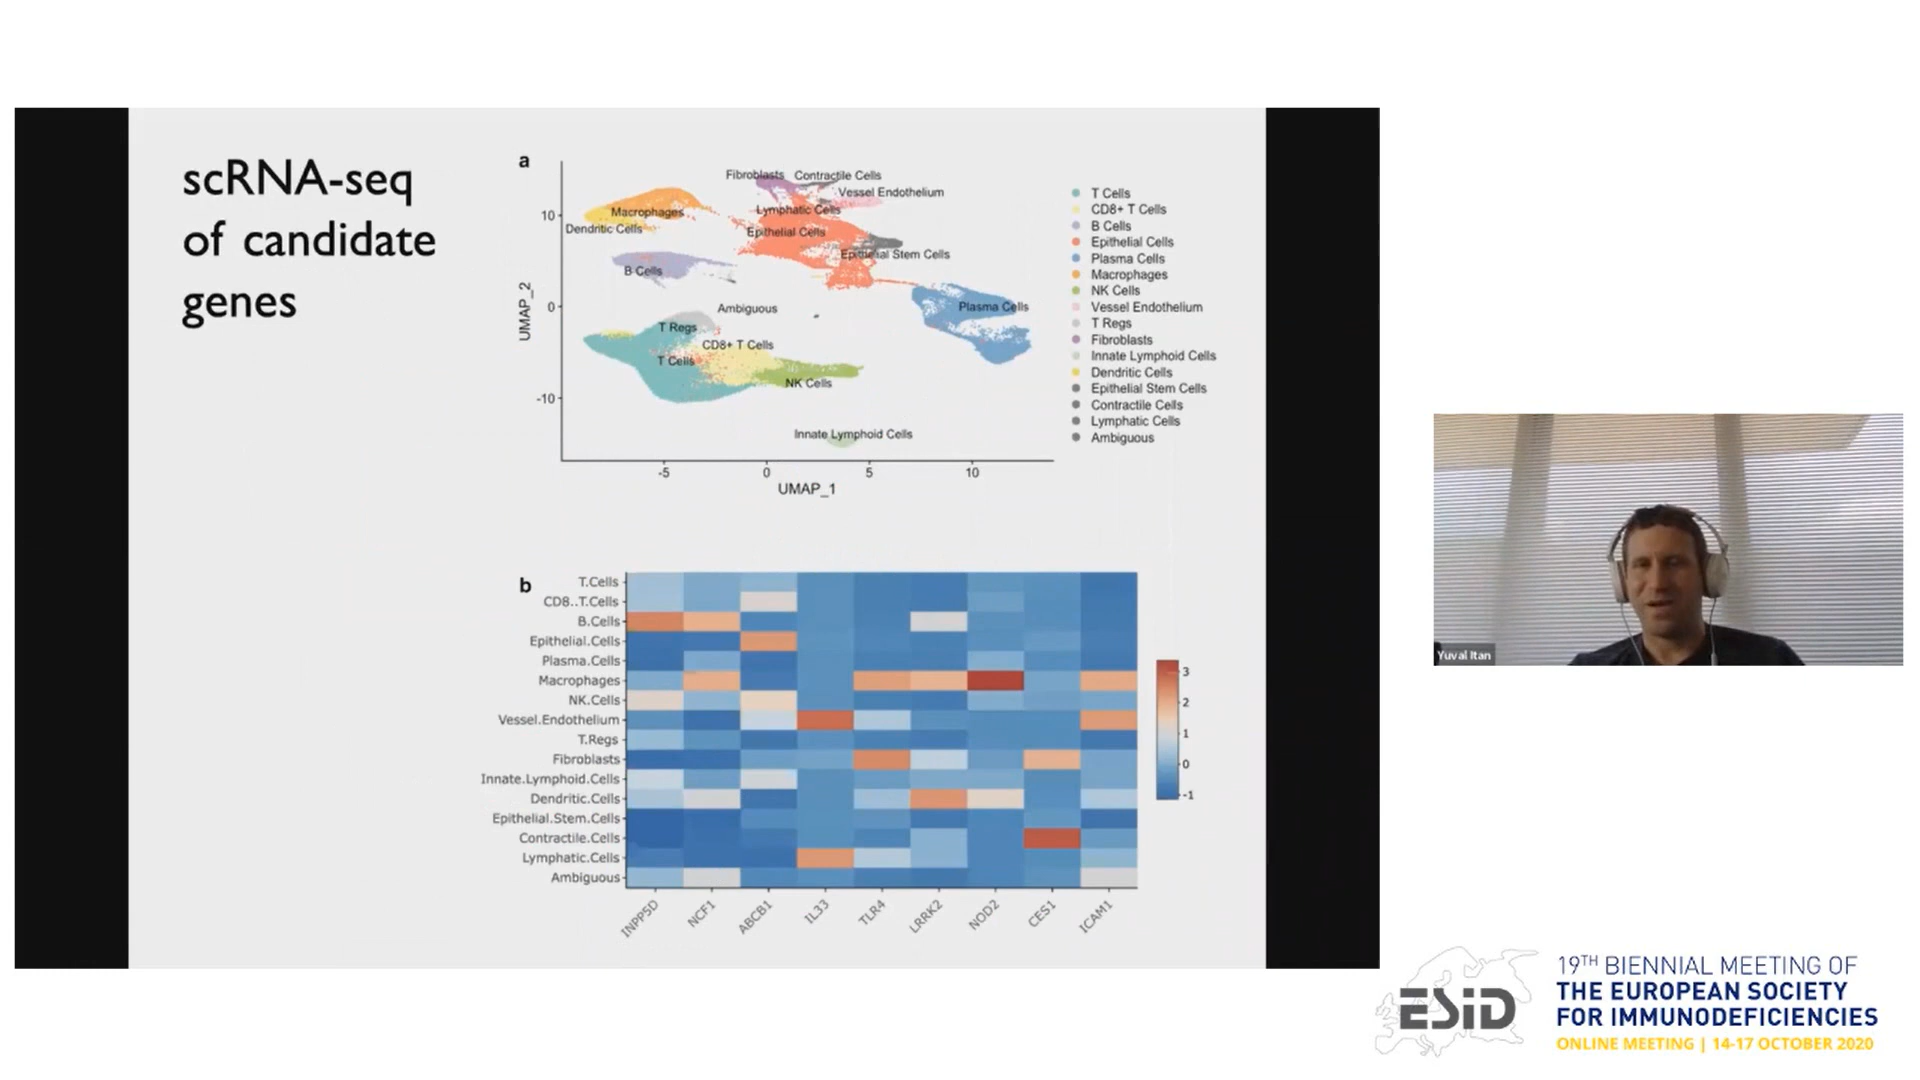 scRNA-seq
of candidate
genes
a
Fibroblasts
Contractile Cells
Vessel Endothelium
Macrophages
Lymphatic Cells
Dendritic Cells
Epithelial Cells
Epithelial Stem Cells
B Cells
Ambiguous
Plasma Cells
T Regs
CD8+ T Cells
T Cells
NK Cells
Innate Lymphoid Cells
10
0
-10
UMAP_2
-5
0
5
10
UMAP_1
T Cells
CD8+ T Cells
B Cells
Epithelial Cells
Plasma Cells
Macrophages
NK Cells
Vessel Endothelium
T Regs
Fibroblasts
Innate Lymphoid Cells
Dendritic Cells
Epithelial Stem Cells
Contractile Cells
Lymphatic Cells
Ambiguous
b
T.Cells
CD8..T.Cells
B.Cells
Epithelial.Cells
Plasma.Cells
Macrophages
NK.Cells
Vessel.Endothelium
T.Regs
Fibroblasts
Innate.Lymphoid.Cells
Dendritic.Cells
Epithelial.Stem.Cells
Contractile.Cells
Lymphatic.Cells
Ambiguous
INPP5D
NCF1
ABCB1
IL33
TLR4
LRRK2
NOD2
CES1
ICAM1
3
2
1
0
-1
Yuval Itan
ESiD
19TH BIENNIAL MEETING OF
THE EUROPEAN SOCIETY
FOR IMMUNODEFICIENCIES
ONLINE MEETING | 14-17 OCTOBER 2020